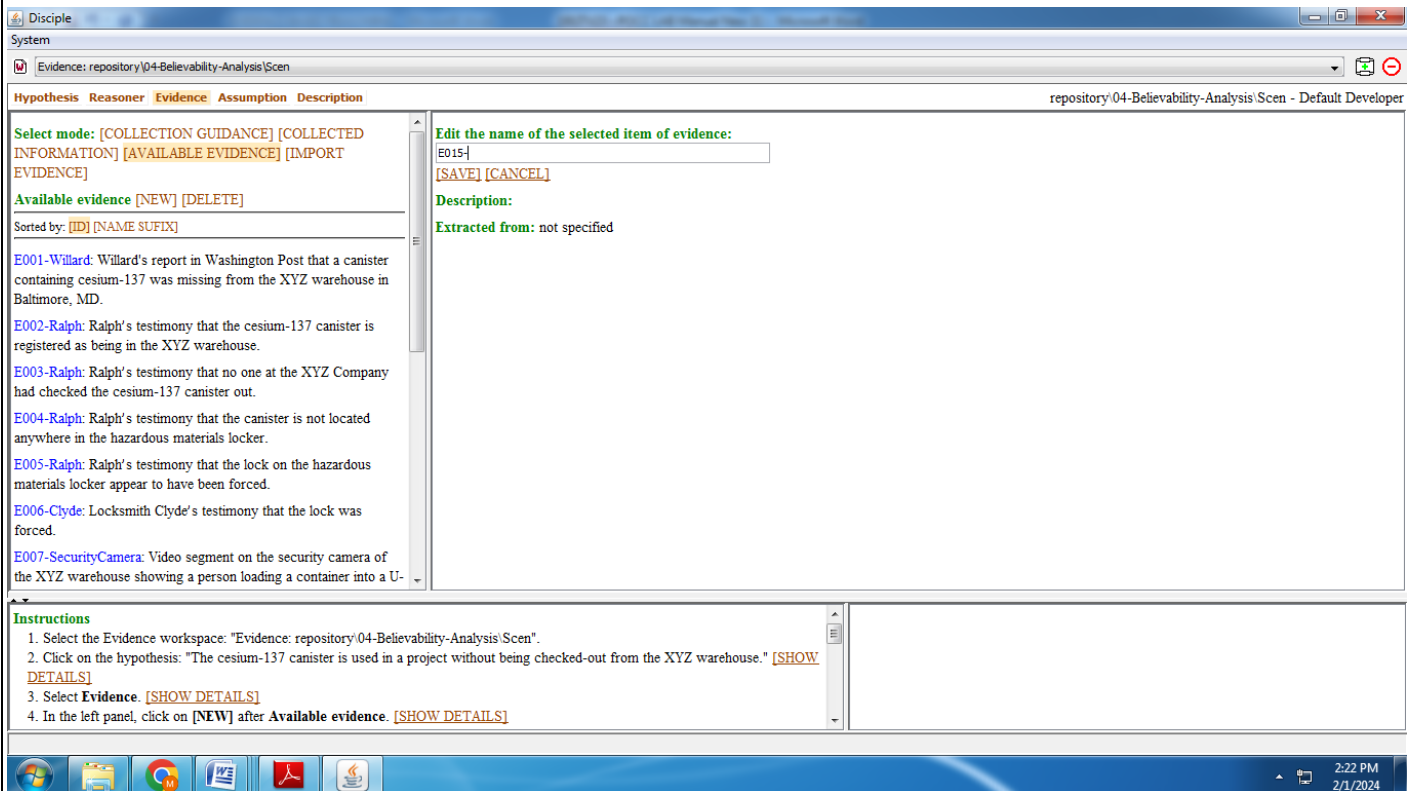 Disciple
System
Evidence: repository\04-Believability-Analysis\Scen
Hypothesis Reasoner Evidence Assumption Description
repository\04-Believability-Analysis\Scen - Default Developer
Select mode: [COLLECTION GUIDANCE] [COLLECTED
INFORMATION] [AVAILABLE EVIDENCE] [IMPORT
EVIDENCE]
Available evidence [NEW] [DELETE]
Sorted by: [ID] [NAME SUFIX]
E001-Willard: Willard's report in Washington Post that a canister
containing cesium-137 was missing from the XYZ warehouse in
Baltimore, MD.
E002-Ralph: Ralph's testimony that the cesium-137 canister is
registered as being in the XYZ warehouse.
E003-Ralph: Ralph's testimony that no one at the XYZ Company
had checked the cesium-137 canister out.
E004-Ralph: Ralph's testimony that the canister is not located
anywhere in the hazardous materials locker.
E005-Ralph: Ralph's testimony that the lock on the hazardous
materials locker appear to have been forced.
E006-Clyde: Locksmith Clyde's testimony that the lock was
forced.
E007-SecurityCamera: Video segment on the security camera of
the XYZ warehouse showing a person loading a container into a U-
Edit the name of the selected item of evidence:
E015-
[SAVE] [CANCEL]
Description:
Extracted from: not specified
Instructions
1. Select the Evidence workspace: "Evidence: repository\04-Believability-Analysis\Scen".
2. Click on the hypothesis: "The cesium-137 canister is used in a project without being checked-out from the XYZ warehouse." [SHOW
DETAILS]
3. Select Evidence. [SHOW DETAILS]
4. In the left panel, click on [NEW] after Available evidence. [SHOW DETAILS]
2:22 PM
2/1/2024